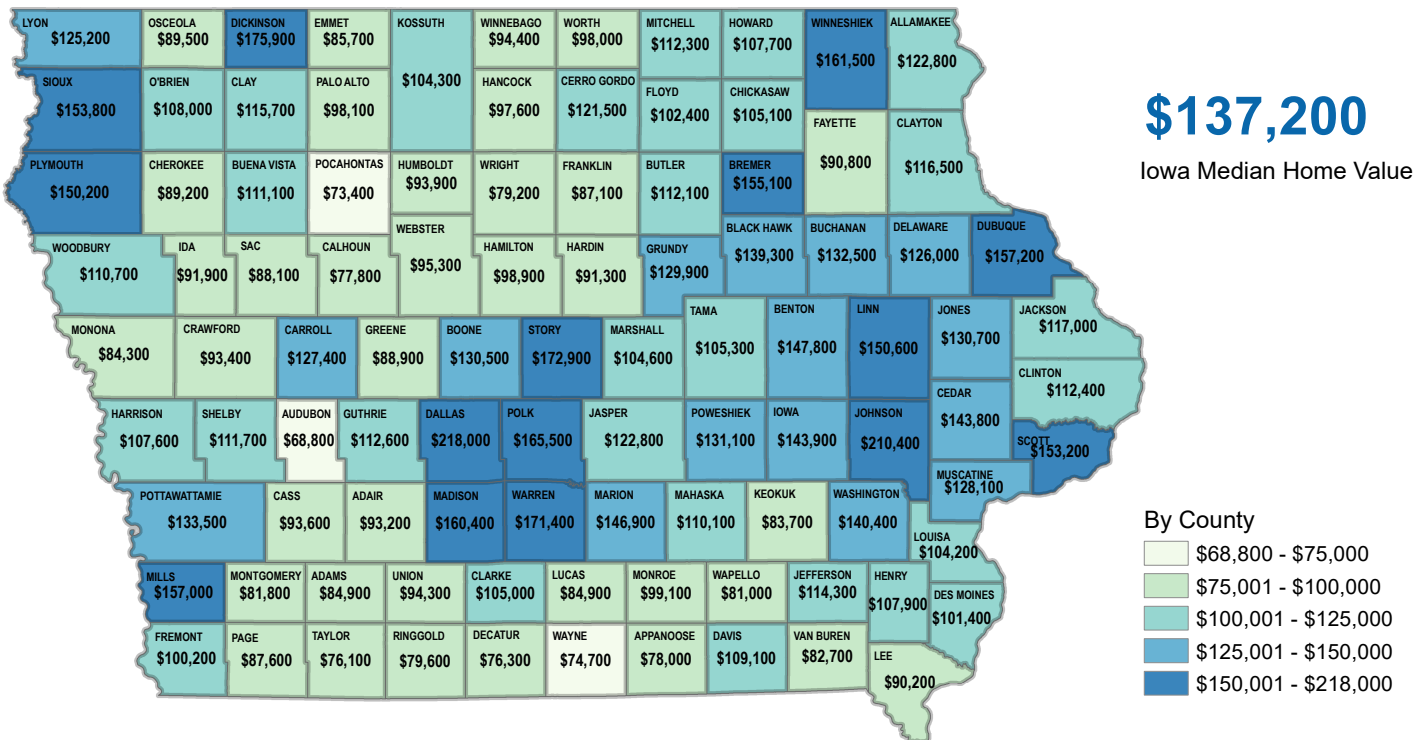 LYON
$125,200
OSCEOLA
$89,500
DICKINSON
$175,900
EMMET
$85,700
KOSSUTH
$104,300
WINNEBAGO
$94,400
WORTH
$98,000
MITCHELL
$112,300
HOWARD
$107,700
WINNESHIEK
$161,500
ALLAMAKEE
$122,800
SIOUX
$153,800
O'BRIEN
$108,000
CLAY
$115,700
PALO ALTO
$98,100
HANCOCK
$97,600
CERRO GORDO
$121,500
FLOYD
$102,400
CHICKASAW
$105,100
FAYETTE
$90,800
CLAYTON
$116,500
PLYMOUTH
$150,200
CHEROKEE
$89,200
BUENA VISTA
$111,100
POCAHONTAS
$73,400
HUMBOLDT
$93,900
WRIGHT
$79,200
FRANKLIN
$87,100
BUTLER
$112,100
BREMER
$155,100
WOODBURY
$110,700
IDA
$91,900
SAC
$88,100
CALHOUN
$77,800
WEBSTER
$95,300
HAMILTON
$98,900
HARDIN
$91,300
GRUNDY
$129,900
BLACK HAWK
$139,300
BUCHANAN
$132,500
DELAWARE
$126,000
DUBUQUE
$157,200
MONONA
$84,300
CRAWFORD
$93,400
CARROLL
$127,400
GREENE
$88,900
BOONE
$130,500
STORY
$172,900
MARSHALL
$104,600
TAMA
$105,300
BENTON
$147,800
LINN
$150,600
JONES
$130,700
JACKSON
$117,000
CLINTON
$112,400
HARRISON
$107,600
SHELBY
$111,700
AUDUBON
$68,800
GUTHRIE
$112,600
DALLAS
$218,000
POLK
$165,500
JASPER
$122,800
POWESHIEK
$131,100
IOWA
$143,900
JOHNSON
$210,400
CEDAR
$143,800
SCOTT
$153,200
MUSCATINE
$128,100
POTTAWATTAMIE
$133,500
CASS
$93,600
ADAIR
$93,200
MADISON
$160,400
WARREN
$171,400
MARION
$146,900
MAHASKA
$110,100
KEOKUK
$83,700
WASHINGTON
$140,400
LOUISA
$104,200
MILLS
$157,000
MONTGOMERY
$81,800
ADAMS
$84,900
UNION
$94,300
CLARKE
$105,000
LUCAS
$84,900
MONROE
$99,100
WAPELLO
$81,000
JEFFERSON
$114,300
HENRY
$107,900
DES MOINES
$101,400
FREMONT
$100,200
PAGE
$87,600
TAYLOR
$76,100
RINGGOLD
$79,600
DECATUR
$76,300
WAYNE
$74,700
APPANOOSE
$78,000
DAVIS
$109,100
VAN BUREN
$82,700
LEE
$90,200
$137,200
Iowa Median Home Value
By County
$68,800 - $75,000
$75,001 - $100,000
$100,001 - $125,000
$125,001 - $150,000
$150,001 - $218,000